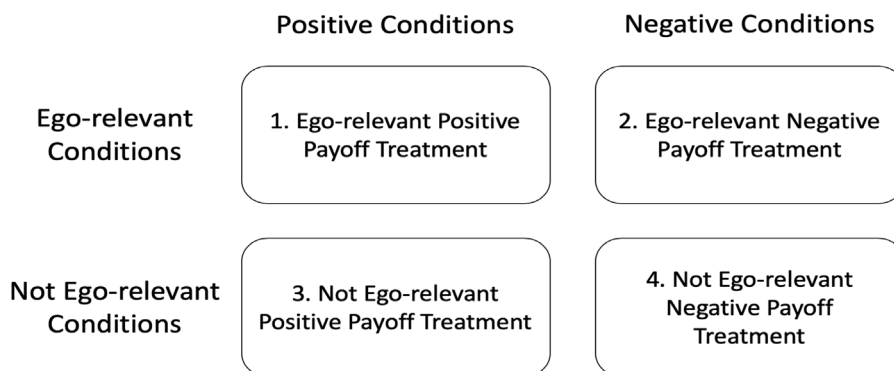 Positive Conditions
Negative Conditions
Ego-relevant
Conditions
1. Ego-relevant Positive
Payoff Treatment
2. Ego-relevant Negative
Payoff Treatment
Not Ego-relevant
Conditions
3. Not Ego-relevant
Positive Payoff Treatment
4. Not Ego-relevant
Negative Payoff
Treatment